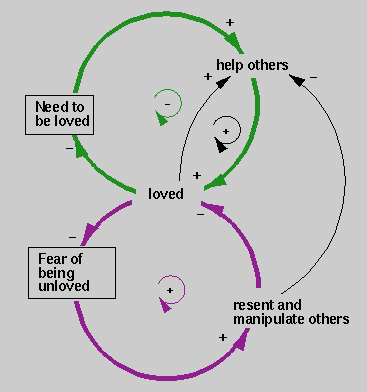 +
help others
+
–
Need to
be loved
-
+
–
+
loved
–
–
Fear of
being
unloved
+
resent and
manipulate others
+